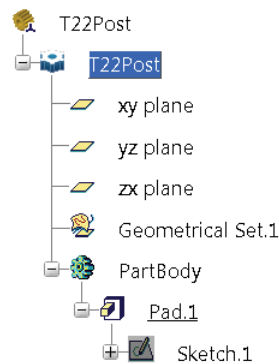 T22Post
T22Post
xy plane
yz plane
zx plane
Geometrical Set.1
PartBody
Pad.1
Sketch.1